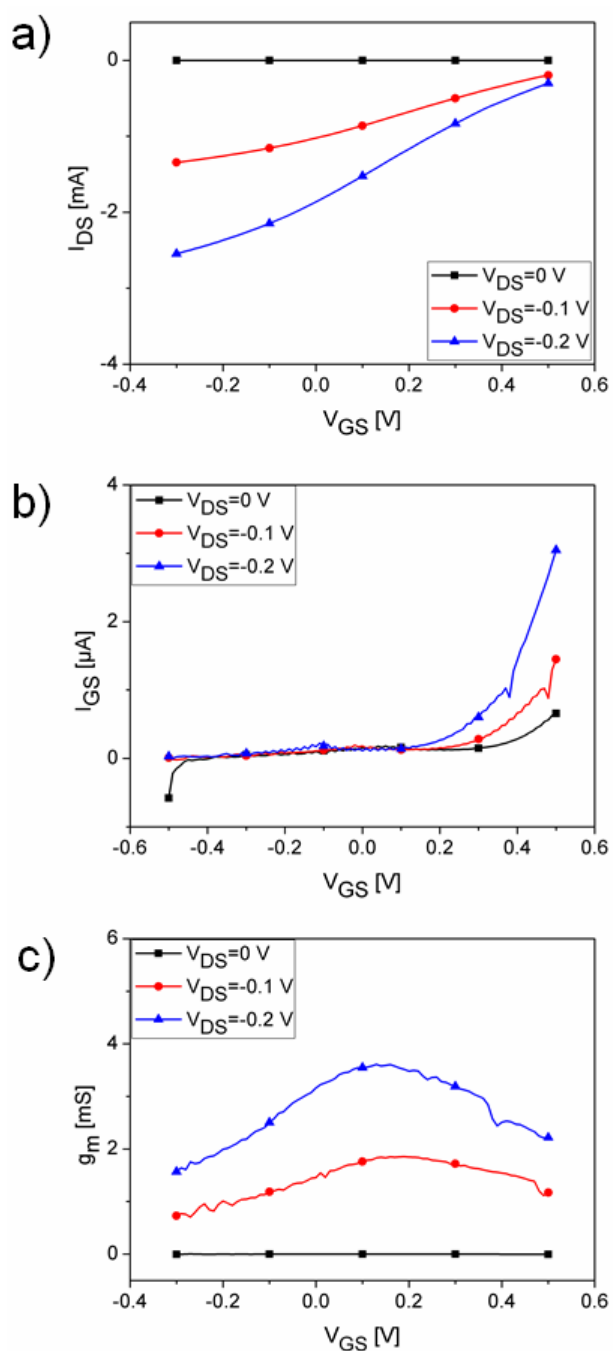 a)
0
-2
-4
I_DS [mA]
V_DS=0 V
V_DS=-0.1 V
V_DS=-0.2 V
-0.4 -0.2 0.0 0.2 0.4 0.6
V_GS [V]
b)
4
2
0
I_GS [µA]
V_DS=0 V
V_DS=-0.1 V
V_DS=-0.2 V
-0.6 -0.4 -0.2 0.0 0.2 0.4 0.6
V_GS [V]
c)
6
4
2
0
g_m [mS]
V_DS=0 V
V_DS=-0.1 V
V_DS=-0.2 V
-0.4 -0.2 0.0 0.2 0.4 0.6
V_GS [V]